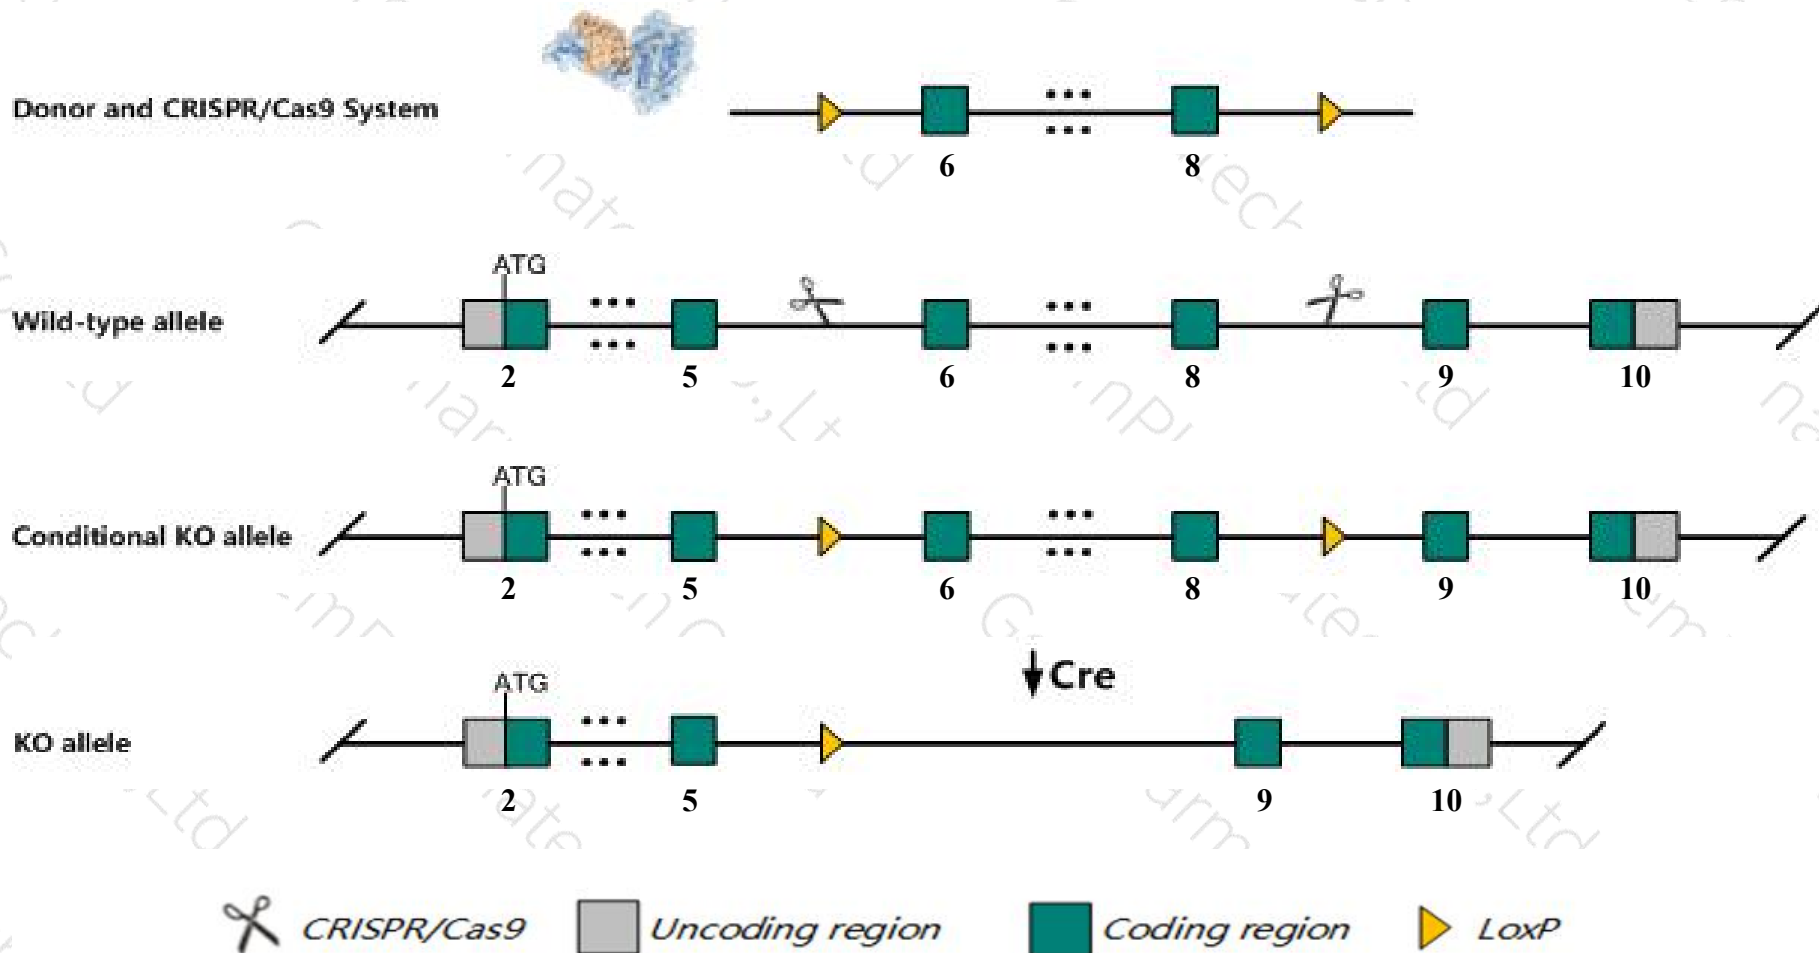 Donor and CRISPR/Cas9 System
6 8
ATG
Wild-type allele
2 5 6 8 9 10
ATG
Conditional KO allele
2 5 6 8 9 10
Cre
ATG
KO allele
2 5 9 10
CRISPR/Cas9 Uncoding region Coding region LoxP